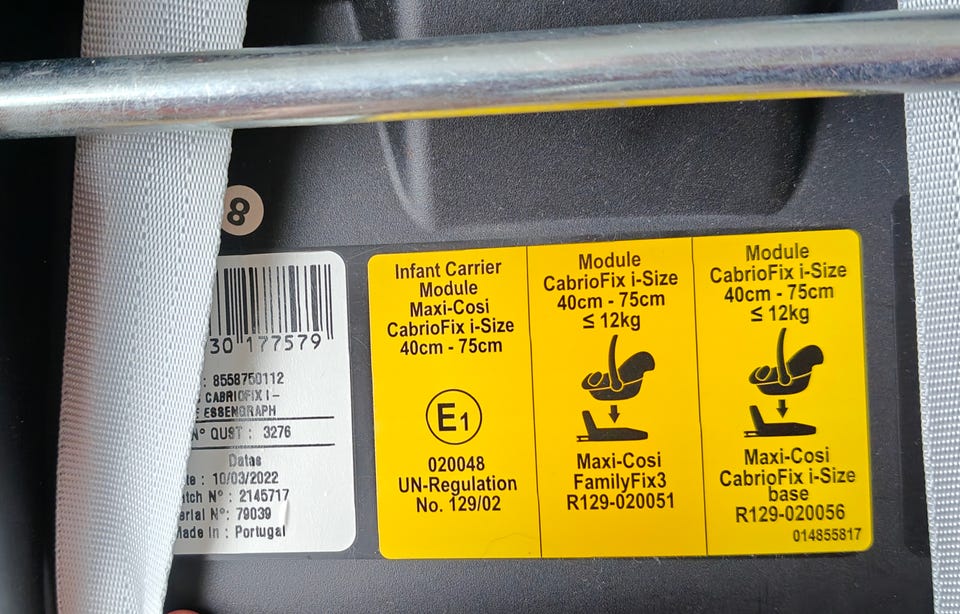 8
30 177579
: 8558750112
CABRIOFIX I-
E ESSENGRAPH
N° QUST : 3276
Datas
te : 10/03/2022
atch N° : 2145717
erial N°: 79039
Made in : Portugal
Infant Carrier
Module
Maxi-Cosi
CabrioFix i-Size
40cm - 75cm
E1
020048
UN-Regulation
No. 129/02
Module
CabrioFix i-Size
40cm - 75cm
≤ 12kg
Maxi-Cosi
FamilyFix3
R129-020051
Module
CabrioFix i-Size
40cm - 75cm
≤ 12kg
Maxi-Cosi
CabrioFix i-Size
base
R129-020056
014855817